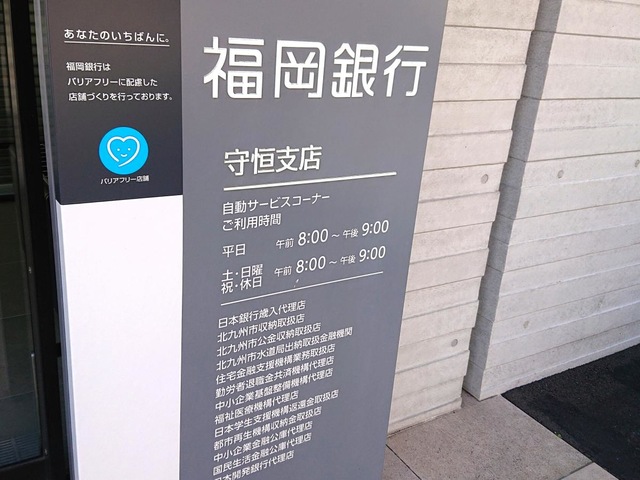 あなたのいちばんに。
福岡銀行は
バリアフリーに配慮した
店舗づくりを行っております。
バリアフリー店舗
福岡銀行
守恒支店
自動サービスコーナー
ご利用時間
平日 午前 8:00 ～ 午後 9:00
土・日曜
祝・休日 午前 8:00 ～ 午後 9:00
日本銀行歳入代理店
北九州市収納取扱店
北九州市公金収納取扱店
北九州市水道局出納取扱金融機関
住宅金融支援機構業務取扱店
勤労者退職金共済機構代理店
中小企業基盤整備機構代理店
福祉医療機構代理店
日本学生支援機構返還金取扱店
都市再生機構収納金取扱店
中小企業金融公庫代理店
国民生活金融公庫代理店
日本開発銀行代理店